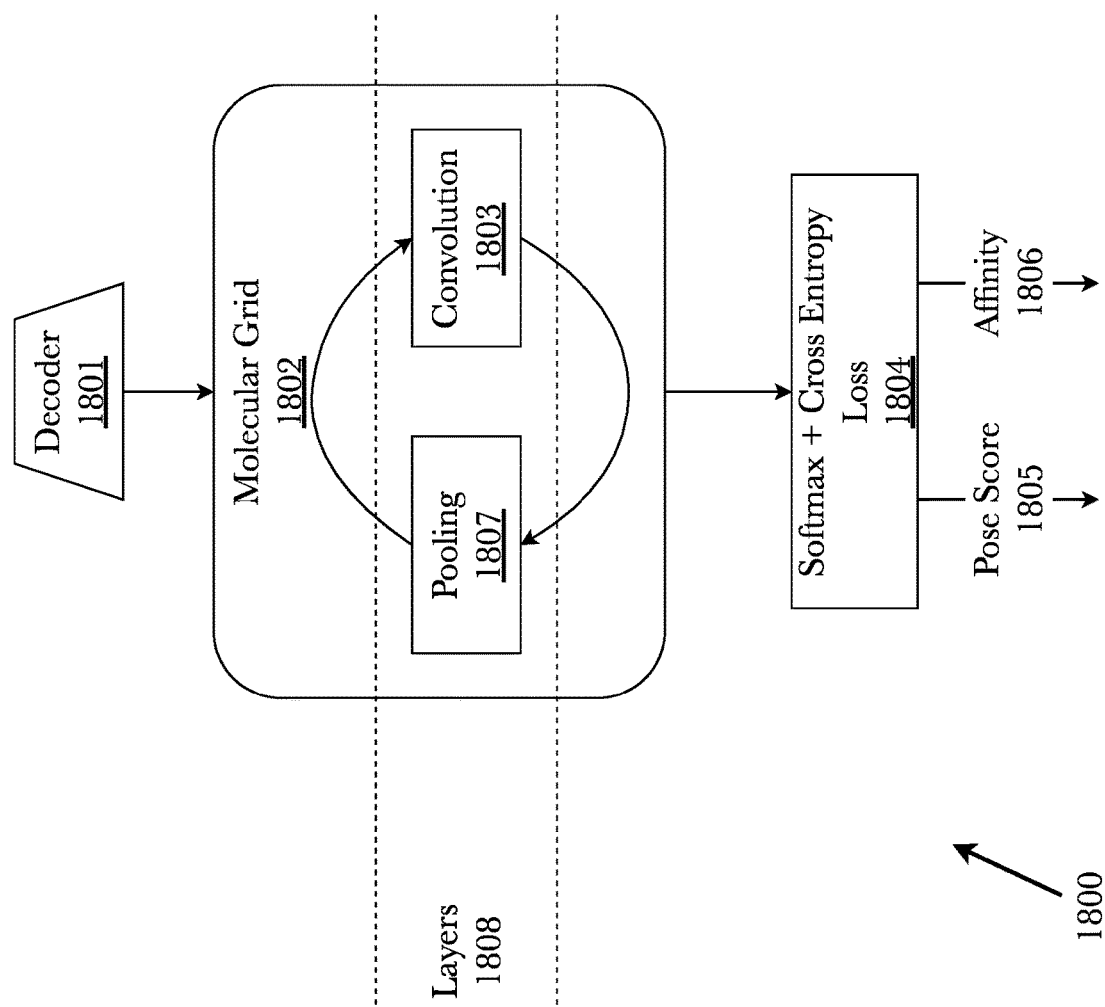 Decoder
1801
Molecular Grid
1802
Layers
1808
Pooling
1807
Convolution
1803
Softmax + Cross Entropy
Loss
1804
Pose Score
1805
Affinity
1806
1800